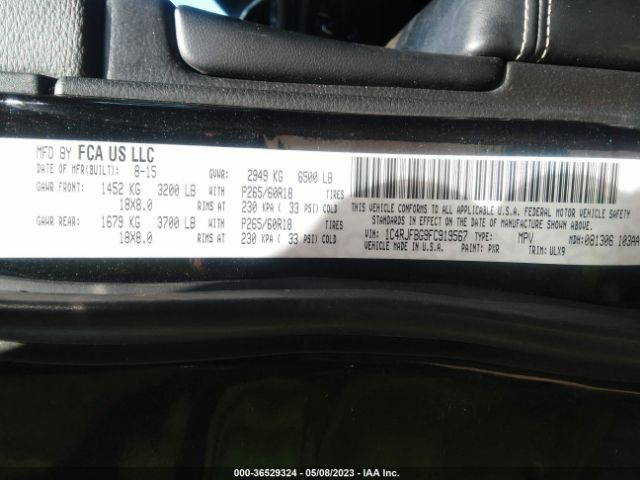 MFD BY FCA US LLC
DATE OF MFR(BUILT): 8-15 GVWR: 2949 KG 6500 LB
GAWR FRONT: 1452 KG 3200 LB WITH P265/60R18 TIRES
18X8.0 RIMS AT 230 KPA ( 33 PSI) COLD
GAWR REAR: 1679 KG 3700 LB WITH P265/60R18 TIRES
18X8.0 RIMS AT 230 KPA ( 33 PSI) COLD
THIS VEHICLE CONFORMS TO ALL APPLICABLE U.S.A. FEDERAL MOTOR VEHICLE SAFETY
STANDARDS IN EFFECT ON THE DATE OF MANUFACTURE SHOWN ABOVE.
VIN: 1C4RJFBG9FC919567 TYPE: MPV MDH: 081306 103AA
MADE IN U.S.A. PAINT: PXR TRIM: ULX9
000-36529324 - 05/08/2023 - IAA Inc.